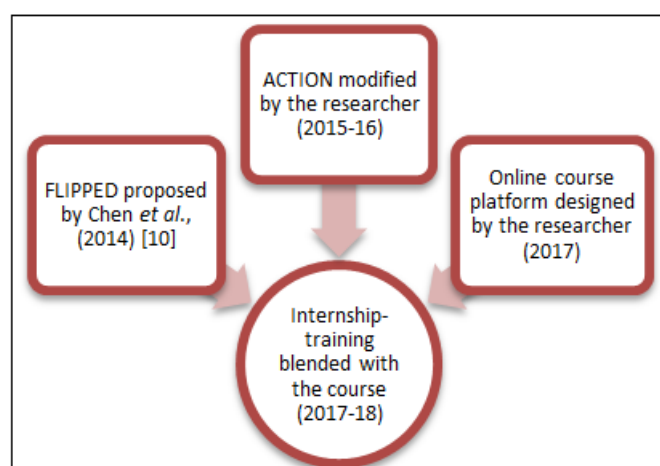 ACTION modified
by the researcher
(2015-16)
FLIPPED proposed
by Chen et al.,
(2014) [10]
Online course
platform designed
by the researcher
(2017)
Internship-
training
blended with
the course
(2017-18)